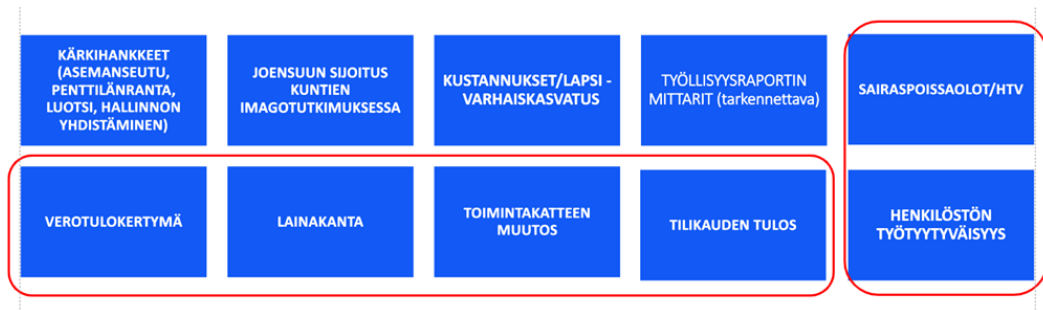 KÄRKIHANKKEET
(ASEMANSEUTU,
PENTTILÄNRANTA,
LUOTSI, HALLINNON
YHDISTÄMINEN)
JOENSUUN SIJOITUS
KUNTIEN
IMAGOTUTKIMUKSESSA
KUSTANNUKSET/LAPSI -
VARHAISKASVATUS
TYÖLLISYYSRAPORTIN
MITTARIT (tarkennettava)
SAIRASPOISSAOLOT/HTV
VEROTULOKERTYMÄ
LAINAKANTA
TOIMINTAKATTEEN
MUUTOS
TILIKAUDEN TULOS
HENKILÖSTÖN
TYÖTYYTYVÄISYYS